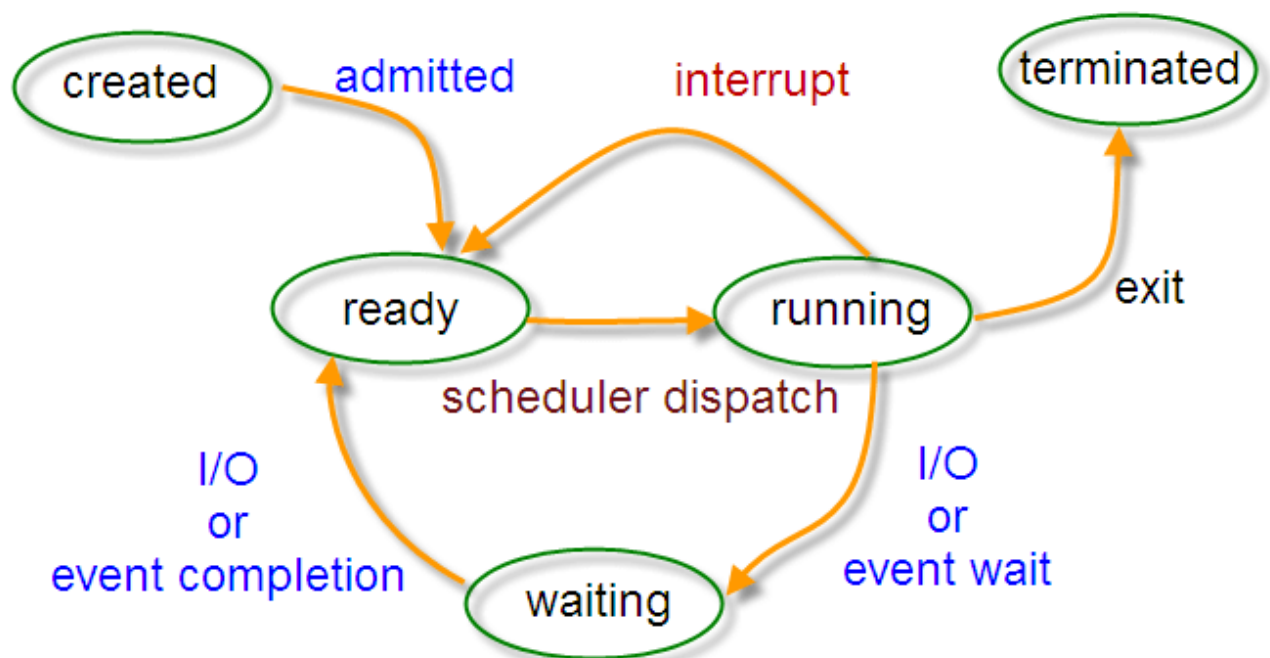 created
admitted
interrupt
terminated
ready
running
exit
scheduler dispatch
I/O
or
event completion
I/O
or
event wait
waiting